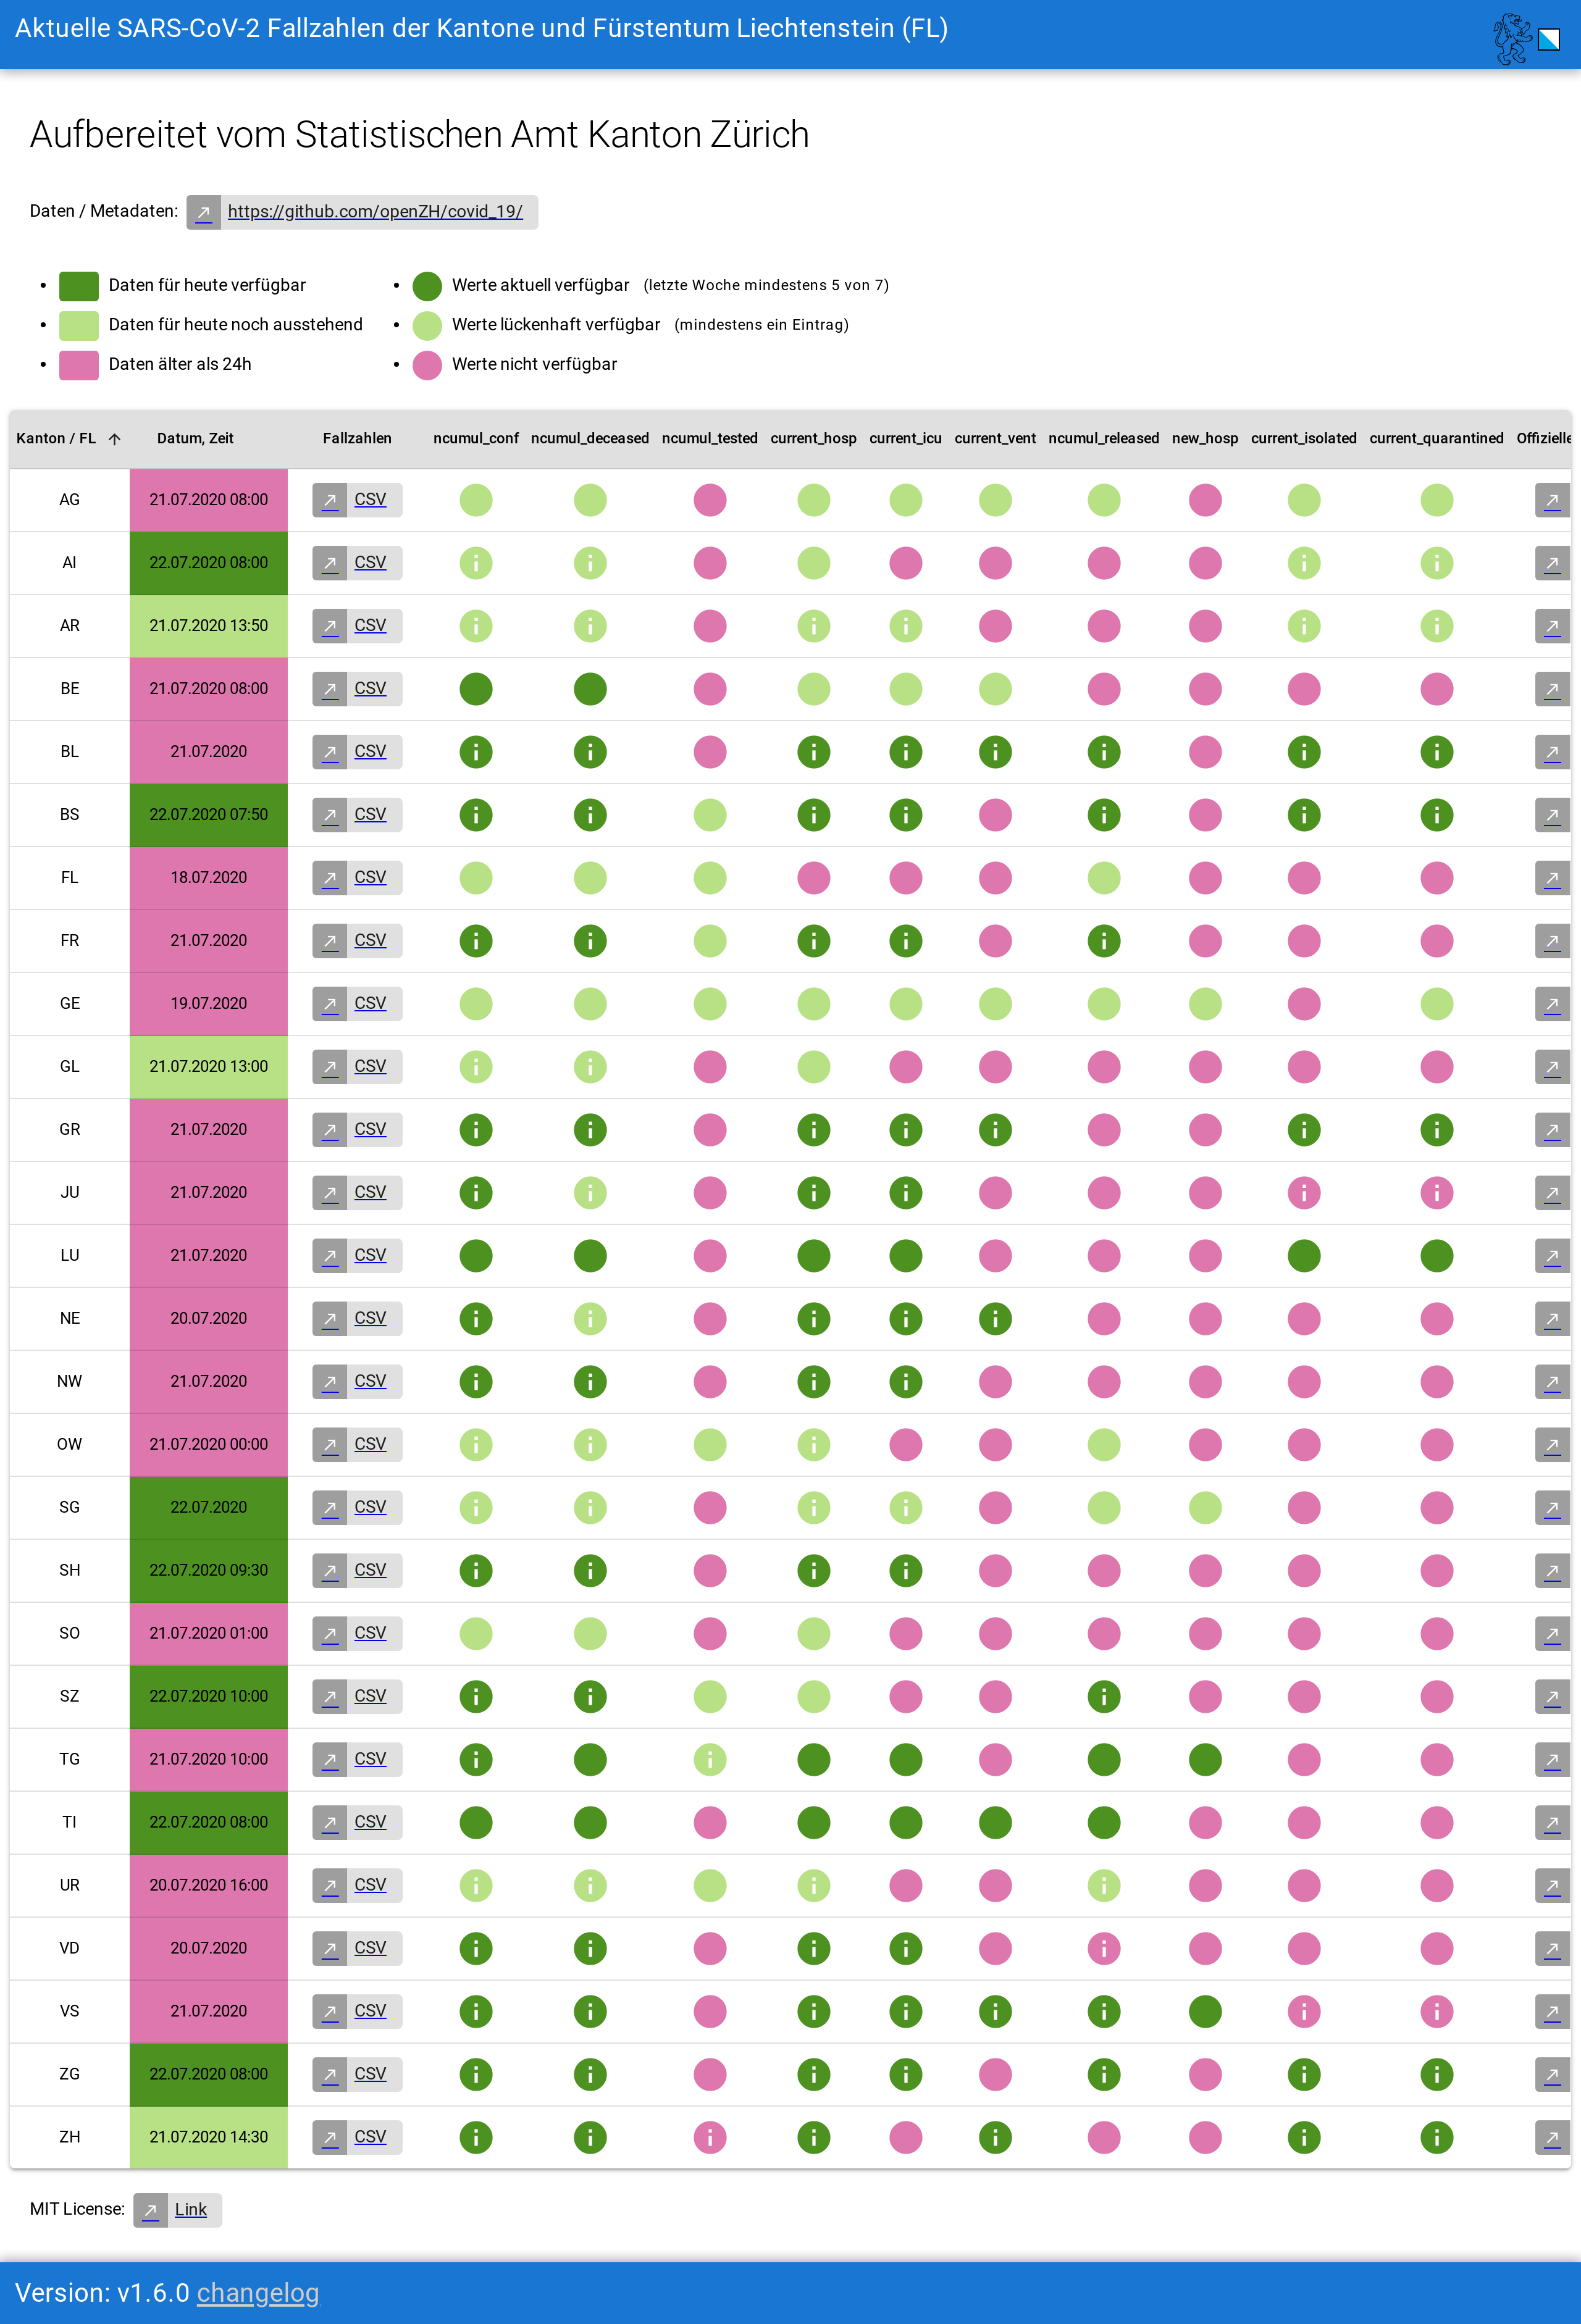 Aktuelle SARS-CoV-2 Fallzahlen der Kantone und Fürstentum Liechtenstein (FL)
Aufbereitet vom Statistischen Amt Kanton Zürich
Daten / Metadaten: https://github.com/openZH/covid_19/
Daten für heute verfügbar
Daten für heute noch ausstehend
Daten älter als 24h
Werte aktuell verfügbar (letzte Woche mindestens 5 von 7)
Werte lückenhaft verfügbar (mindestens ein Eintrag)
Werte nicht verfügbar
Kanton / FL Datum, Zeit Fallzahlen ncumul_conf ncumul_deceased ncumul_tested current_hosp current_icu current_vent ncumul_released new_hosp current_isolated current_quarantined Offizielle
AG 21.07.2020 08:00 CSV
AI 22.07.2020 08:00 CSV
AR 21.07.2020 13:50 CSV
BE 21.07.2020 08:00 CSV
BL 21.07.2020 CSV
BS 22.07.2020 07:50 CSV
FL 18.07.2020 CSV
FR 21.07.2020 CSV
GE 19.07.2020 CSV
GL 21.07.2020 13:00 CSV
GR 21.07.2020 CSV
JU 21.07.2020 CSV
LU 21.07.2020 CSV
NE 20.07.2020 CSV
NW 21.07.2020 CSV
OW 21.07.2020 00:00 CSV
SG 22.07.2020 CSV
SH 22.07.2020 09:30 CSV
SO 21.07.2020 01:00 CSV
SZ 22.07.2020 10:00 CSV
TG 21.07.2020 10:00 CSV
TI 22.07.2020 08:00 CSV
UR 20.07.2020 16:00 CSV
VD 20.07.2020 CSV
VS 21.07.2020 CSV
ZG 22.07.2020 08:00 CSV
ZH 21.07.2020 14:30 CSV
MIT License: Link
Version: v1.6.0 changelog